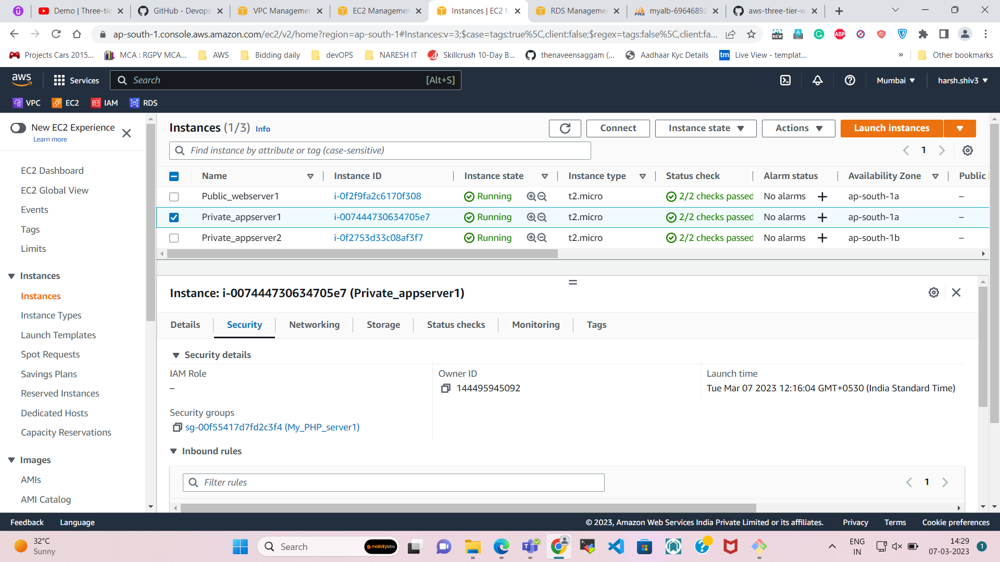 Demo | Three-tie
GitHub - Devops
VPC Managemen
EC2 Managemen
Instances | EC2 M
RDS Manageme
myalb-69646892
aws-three-tier-w
ap-south-1.console.aws.amazon.com/ec2/v2/home?region=ap-south-1#Instances:v=3;$case=tags:true%5C,client:false;$regex=tags:false%5C,client:fa...
Projects Cars 2015...
MCA : RGPV MCA...
AWS
Bidding daily
devOPS
NARESH IT
Skillcrush 10-Day B...
thenaveensaggam (...
Aadhaar Kyc Details
tm
Live View - templat...
»
Other bookmarks
aws
Services
Search
[Alt+S]
Mumbai
harsh.shiv3
VPC
EC2
IAM
RDS
New EC2 Experience
Learn more
EC2 Dashboard
EC2 Global View
Events
Tags
Limits
Instances
Instances
Instance Types
Launch Templates
Spot Requests
Savings Plans
Reserved Instances
Dedicated Hosts
Capacity Reservations
Images
AMIs
AMI Catalog
Instances (1/3) Info
Connect
Instance state
Actions
Launch instances
Find instance by attribute or tag (case-sensitive)
1
Name Instance ID Instance state Instance type Status check Alarm status Availability Zone Public
Public_webserver1 i-0f2f9fa2c6170f308 Running t2.micro 2/2 checks passed No alarms + ap-south-1a –
Private_appserver1 i-007444730634705e7 Running t2.micro 2/2 checks passed No alarms + ap-south-1a –
Private_appserver2 i-0f2753d33c08af3f7 Running t2.micro 2/2 checks passed No alarms + ap-south-1b –
Instance: i-007444730634705e7 (Private_appserver1)
Details
Security
Networking
Storage
Status checks
Monitoring
Tags
Security details
IAM Role
–
Owner ID
144495945092
Launch time
Tue Mar 07 2023 12:16:04 GMT+0530 (India Standard Time)
Security groups
sg-00f55417d7fd2c3f4 (My_PHP_server1)
Inbound rules
Filter rules
1
Feedback
Language
© 2023, Amazon Web Services India Private Limited or its affiliates.
Privacy
Terms
Cookie preferences
32°C
Sunny
Search
motivitylabs
ENG
IN
14:29
07-03-2023
1
NEW
ABP
PMA